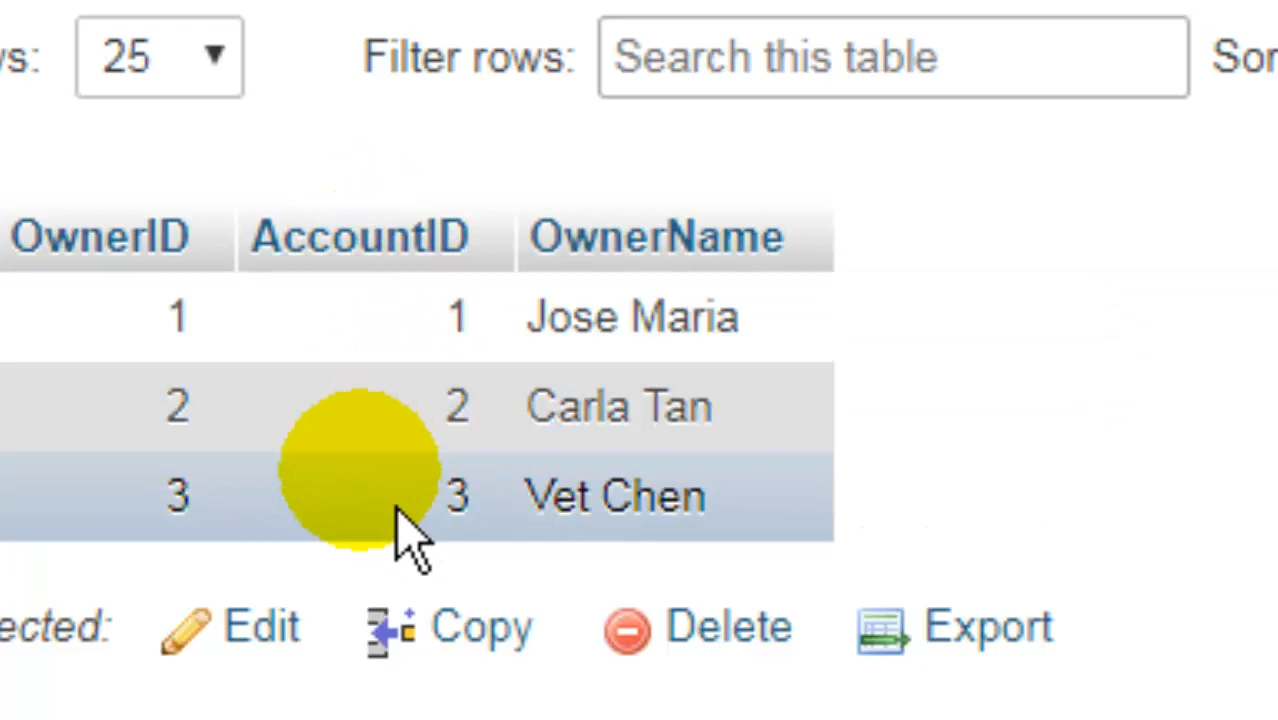 s: 25 Filter rows: Search this table Sor
OwnerID AccountID OwnerName
1 1 Jose Maria
2 2 Carla Tan
3 3 Vet Chen
ected: Edit Copy Delete Export